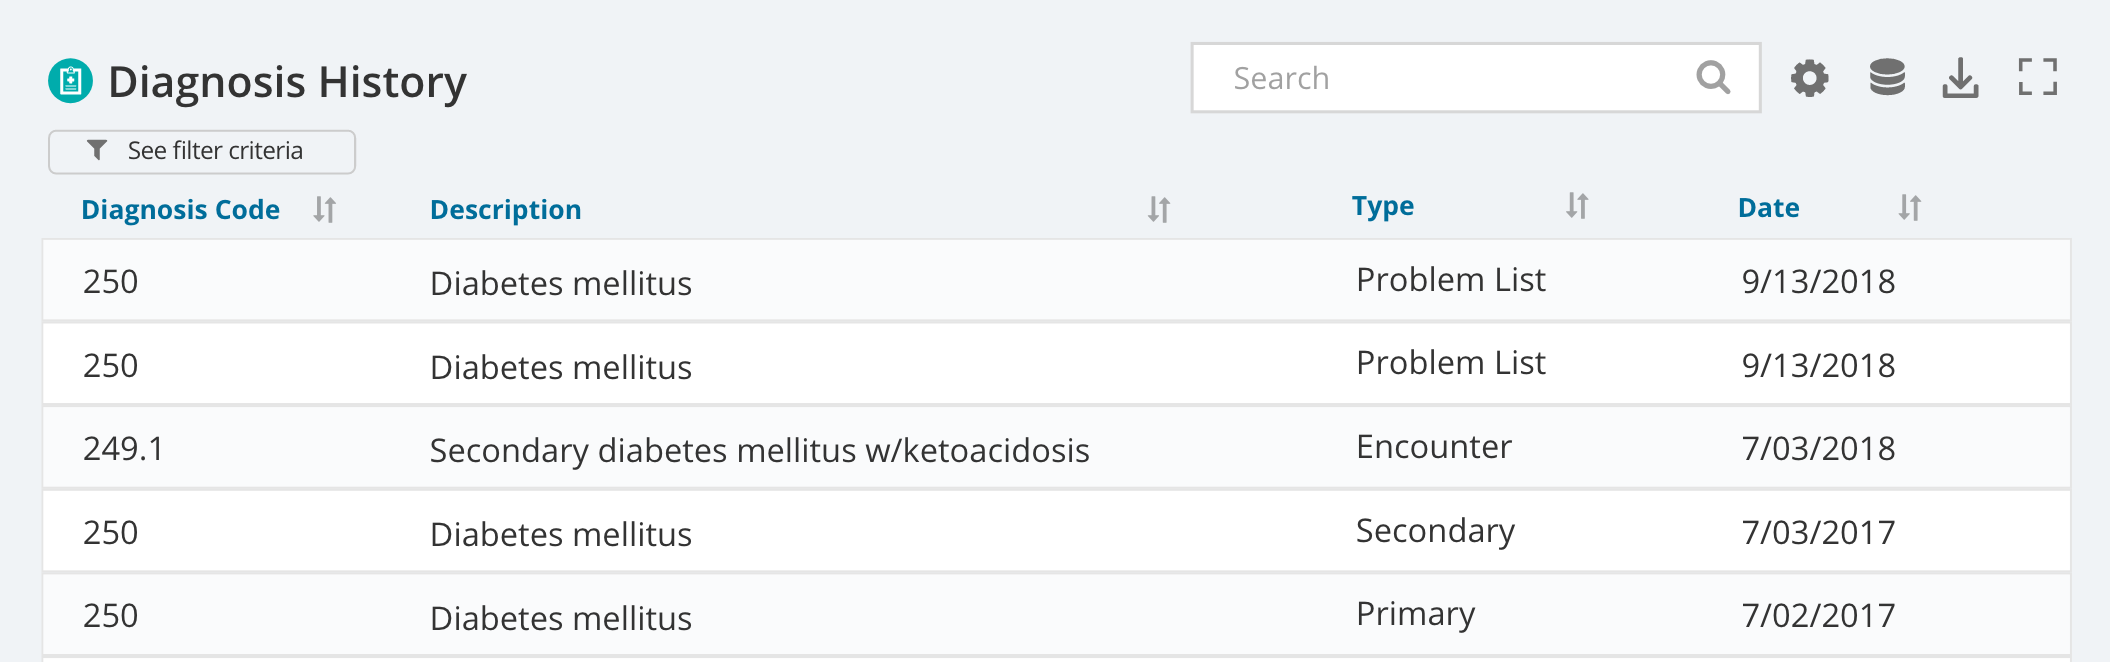 Diagnosis History
Search
See filter criteria
Diagnosis Code Description Type Date
250 Diabetes mellitus Problem List 9/13/2018
250 Diabetes mellitus Problem List 9/13/2018
249.1 Secondary diabetes mellitus w/ketoacidosis Encounter 7/03/2018
250 Diabetes mellitus Secondary 7/03/2017
250 Diabetes mellitus Primary 7/02/2017